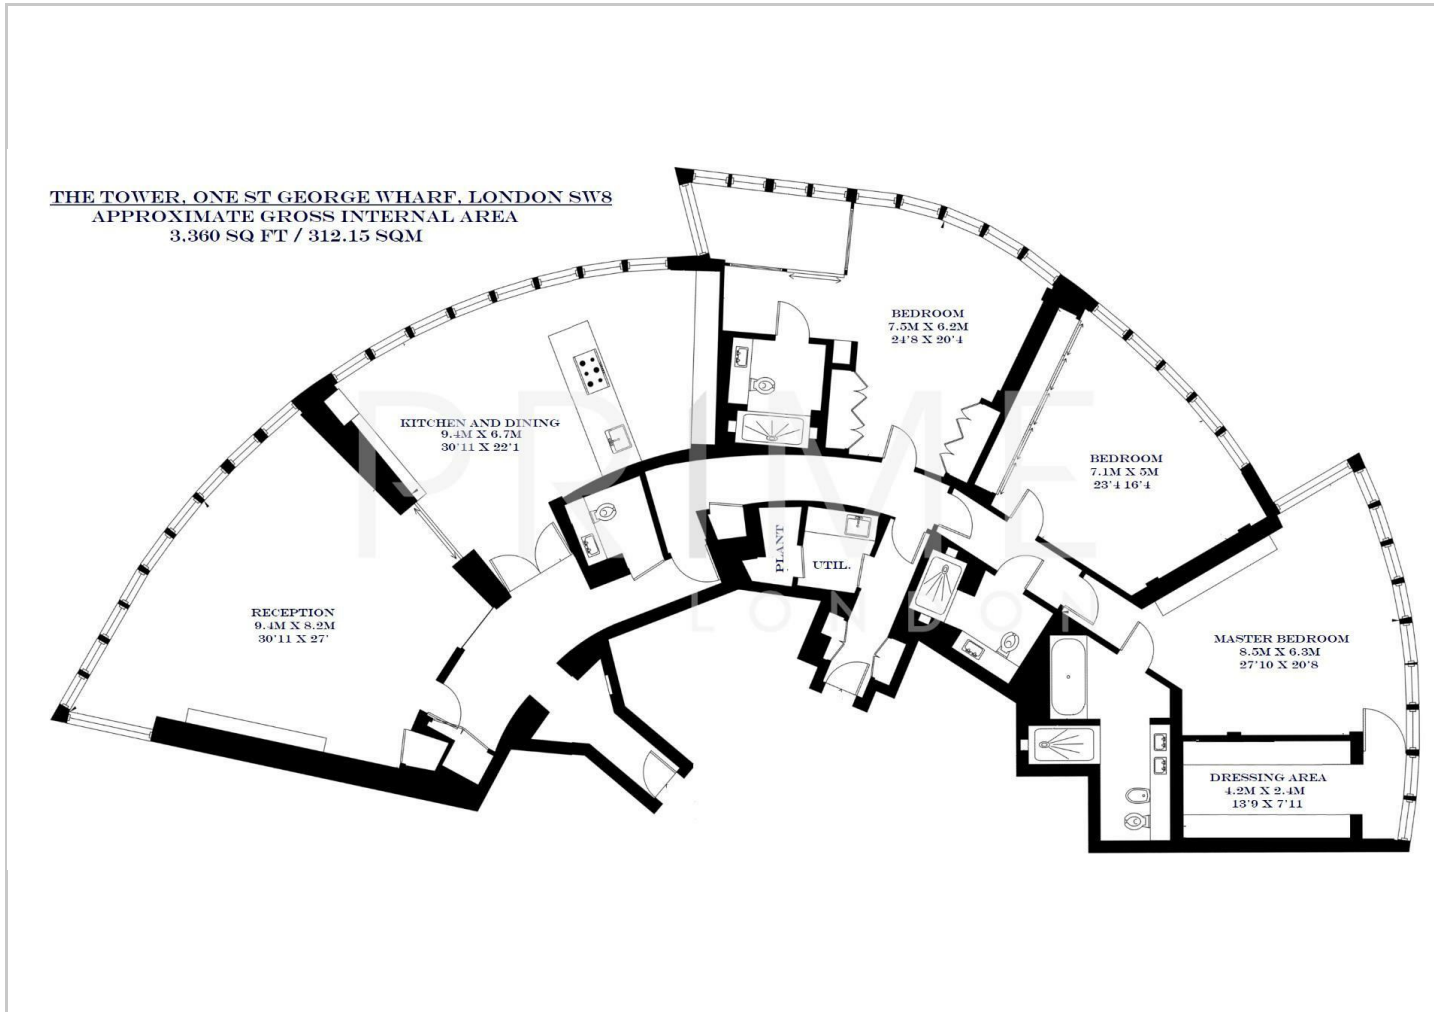 THE TOWER, ONE ST GEORGE WHARF, LONDON SW8
APPROXIMATE GROSS INTERNAL AREA
3,360 SQ FT / 312.15 SQM
BEDROOM
7.5M X 6.2M
24'8 X 20'4
KITCHEN AND DINING
9.4M X 6.7M
30'11 X 22'1
BEDROOM
7.1M X 5M
23'4 16'4
PRIME
LONDON
PLANT
UTIL.
RECEPTION
9.4M X 8.2M
30'11 X 27'
MASTER BEDROOM
8.5M X 6.3M
27'10 X 20'8
DRESSING AREA
4.2M X 2.4M
13'9 X 7'11